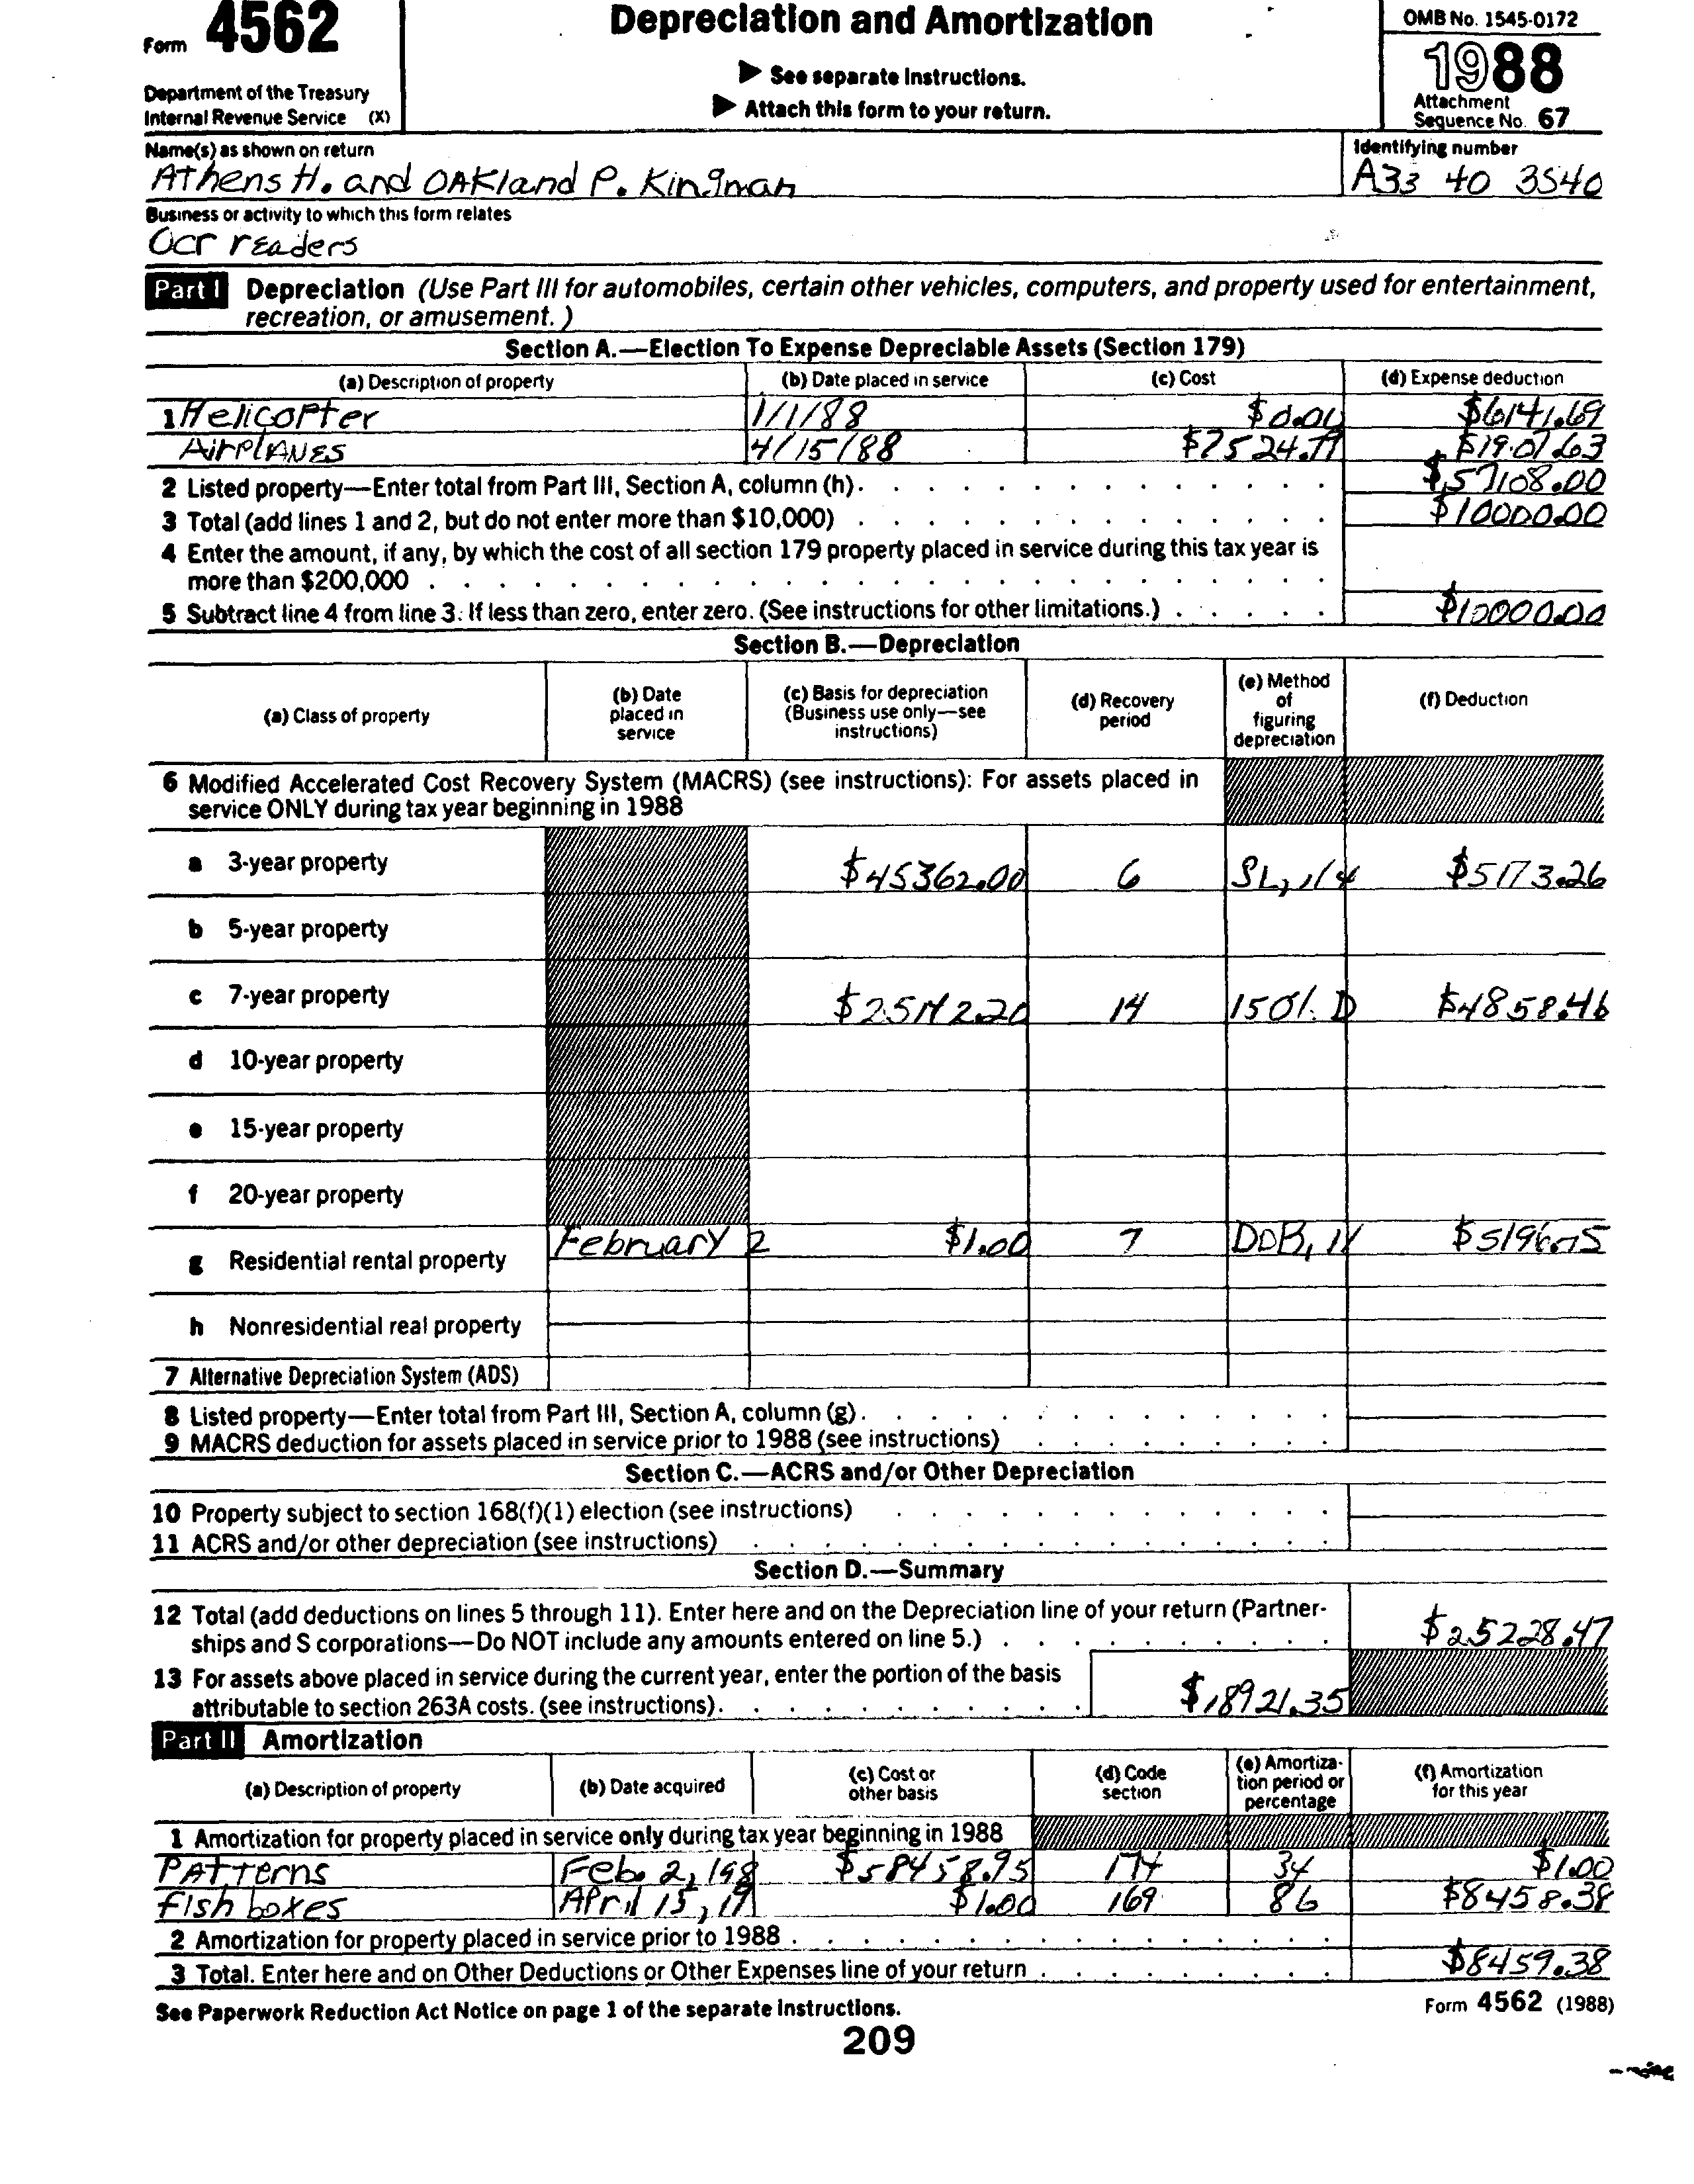 Form 4562
Department of the Treasury
Internal Revenue Service (X)
Depreciation and Amortization
▶ See separate Instructions.
▶ Attach this form to your return.
OMB No. 1545-0172
1988
Attachment
Sequence No. 67
Name(s) as shown on return
Athens H. and OAKland P. Kingman
Identifying number
A33 40 3540
Business or activity to which this form relates
Ocr readers
Part I Depreciation (Use Part III for automobiles, certain other vehicles, computers, and property used for entertainment,
recreation, or amusement.)
Section A.—Election To Expense Depreciable Assets (Section 179)
(a) Description of property (b) Date placed in service (c) Cost (d) Expense deduction
1 Helicopter 1/1/88 $0.00 $6141.69
AirplANES 4/15/88 $7524.79 $1907.63
2 Listed property—Enter total from Part III, Section A, column (h). $57108.00
3 Total (add lines 1 and 2, but do not enter more than $10,000) $10000.00
4 Enter the amount, if any, by which the cost of all section 179 property placed in service during this tax year is
more than $200,000
5 Subtract line 4 from line 3. If less than zero, enter zero. (See instructions for other limitations.) $10000.00
Section B.—Depreciation
(a) Class of property (b) Date placed in service (c) Basis for depreciation (Business use only—see instructions) (d) Recovery period (e) Method of figuring depreciation (f) Deduction
6 Modified Accelerated Cost Recovery System (MACRS) (see instructions): For assets placed in
service ONLY during tax year beginning in 1988
a 3-year property $45362.00 6 SL, 1/4 $5173.26
b 5-year property
c 7-year property 14 150% D $4858.46
d 10-year property
e 15-year property
f 20-year property
g Residential rental property February 2 $1.00 7 DDB, $5196.75
h Nonresidential real property
7 Alternative Depreciation System (ADS)
8 Listed property—Enter total from Part III, Section A, column (g).
9 MACRS deduction for assets placed in service prior to 1988 (see instructions)
Section C.—ACRS and/or Other Depreciation
10 Property subject to section 168(f)(1) election (see instructions)
11 ACRS and/or other depreciation (see instructions)
Section D.—Summary
12 Total (add deductions on lines 5 through 11). Enter here and on the Depreciation line of your return (Partner-
ships and S corporations—Do NOT include any amounts entered on line 5.) $25228.47
13 For assets above placed in service during the current year, enter the portion of the basis
attributable to section 263A costs. (see instructions). $18921.35
Part II Amortization
(a) Description of property (b) Date acquired (c) Cost or other basis (d) Code section (e) Amortiza-tion period or percentage (f) Amortization for this year
1 Amortization for property placed in service only during tax year beginning in 1988
PATTerns Feb. 2, 198 $58458.95 174 34 $1.00
fish boxes April 15, 19 $1.00 169 86 $8458.38
2 Amortization for property placed in service prior to 1988
3 Total. Enter here and on Other Deductions or Other Expenses line of your return $8459.38
See Paperwork Reduction Act Notice on page 1 of the separate Instructions.
Form 4562 (1988)
209